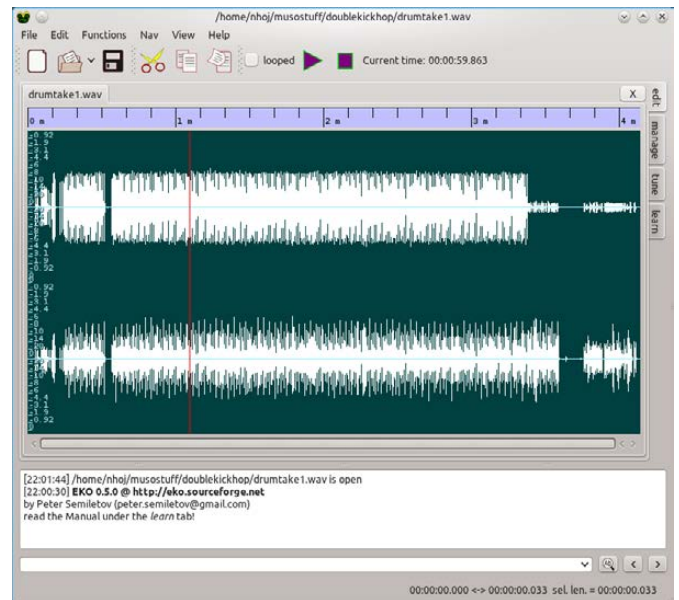 /home/nhoj/musostuff/doublekickhop/drumtake1.wav
File Edit Functions Nav View Help
looped Current time: 00:00:59.863
drumtake1.wav X
edit
manage
tune
learn
0 m 1 m 2 m 3 m 4 m
[22:01:44] /home/nhoj/musostuff/doublekickhop/drumtake1.wav is open
[22:00:30] EKO 0.5.0 @ http://eko.sourceforge.net
by Peter Semiletov (peter.semiletov@gmail.com)
read the Manual under the learn tab!
00:00:00.000 <-> 00:00:00.033 sel. len. = 00:00:00.033